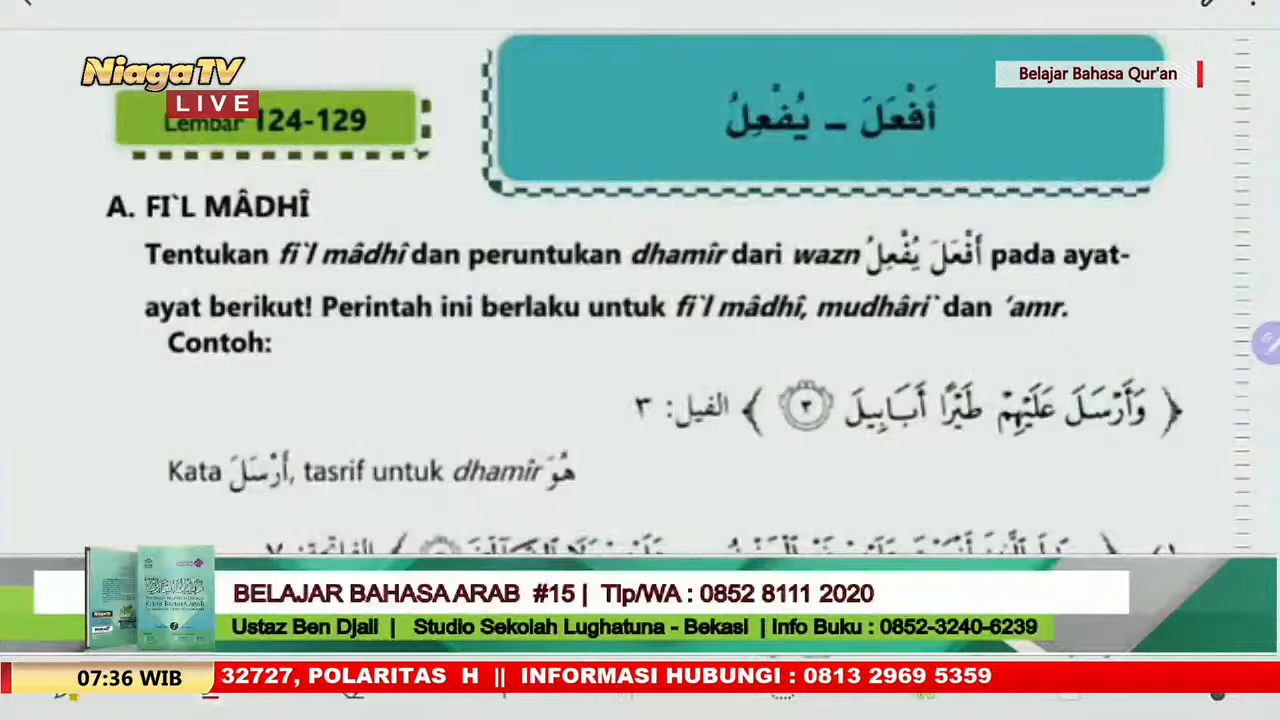 NiagaTV
LIVE
Belajar Bahasa Qur'an
Lembar 124-129
أَفْعَلَ – يُفْعِلُ
A. FI`L MÂDHÎ
Tentukan fi`l mâdhî dan peruntukan dhamîr dari wazn أَفْعَلَ يُفْعِلُ pada ayat-
ayat berikut! Perintah ini berlaku untuk fi`l mâdhî, mudhâri` dan 'amr.
Contoh:
﴿ وَأَرْسَلَ عَلَيْهِمْ طَيْرًا أَبَابِيلَ ٣ ﴾ الفيل: ٣
Kata أَرْسَلَ, tasrif untuk dhamîr هُوَ
BELAJAR BAHASA ARAB #15 | Tlp/WA : 0852 8111 2020
Ustaz Ben Djali | Studio Sekolah Lughatuna - Bekasi | Info Buku : 0852-3240-6239
07:36 WIB
32727, POLARITAS H || INFORMASI HUBUNGI : 0813 2969 5359